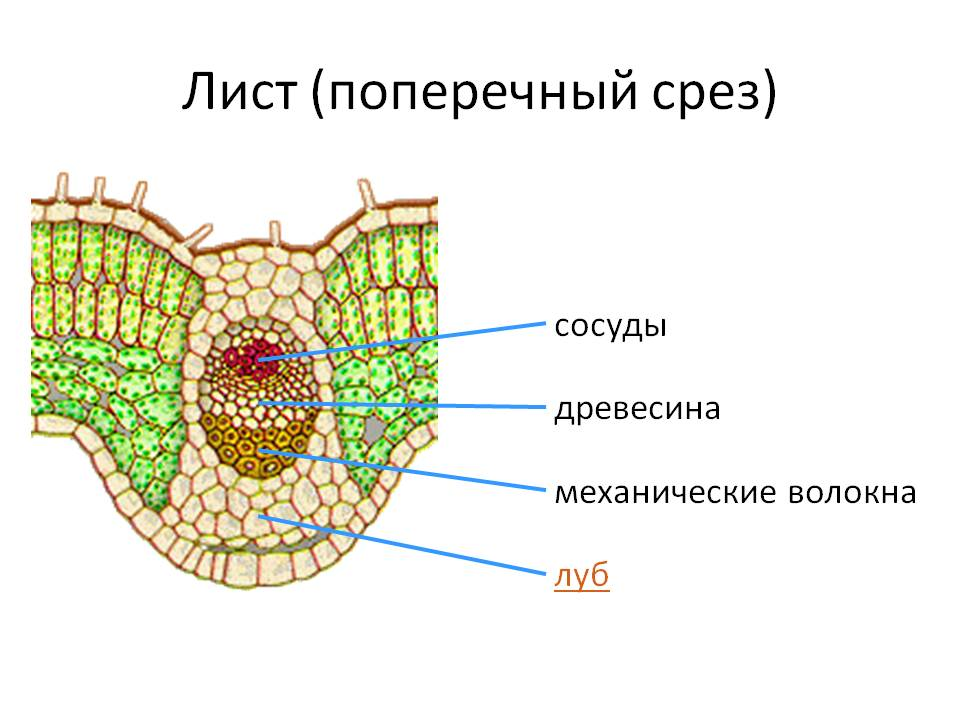 Лист (поперечный срез)
сосуды
древесина
механические волокна
луб